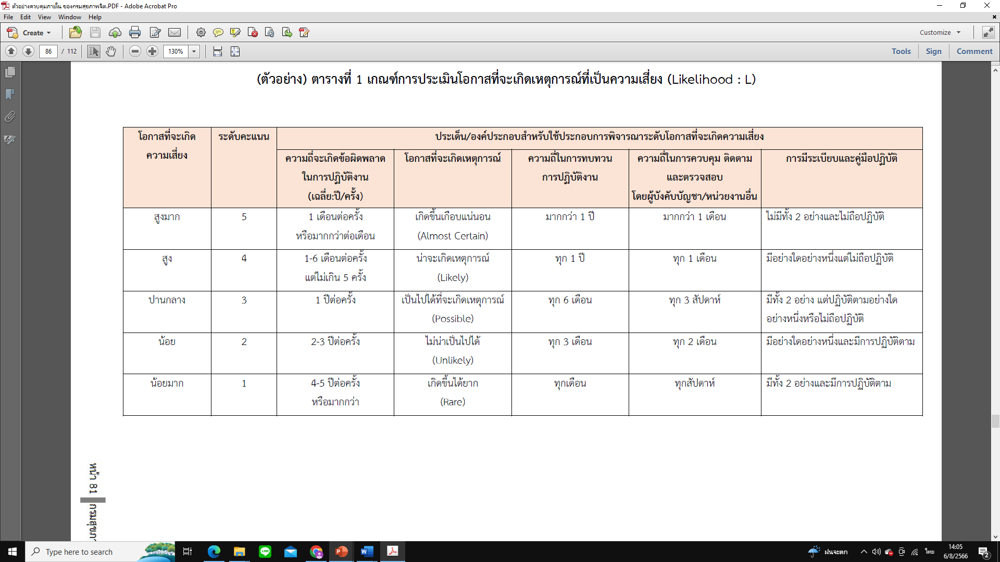 ตัวอย่างควบคุมภายใน ของกรมสุขภาพจิต.PDF - Adobe Acrobat Pro
File Edit View Window Help
Create
Customize
86 / 112
130%
Tools Sign Comment
(ตัวอย่าง) ตารางที่ 1 เกณฑ์การประเมินโอกาสที่จะเกิดเหตุการณ์ที่เป็นความเสี่ยง (Likelihood : L)
โอกาสที่จะเกิด
ความเสี่ยง
ระดับคะแนน
ประเด็น/องค์ประกอบสำหรับใช้ประกอบการพิจารณาระดับโอกาสที่จะเกิดความเสี่ยง
ความถี่จะเกิดข้อผิดพลาด
ในการปฏิบัติงาน
(เฉลี่ย:ปี/ครั้ง)
โอกาสที่จะเกิดเหตุการณ์
ความถี่ในการทบทวน
การปฏิบัติงาน
ความถี่ในการควบคุม ติดตาม
และตรวจสอบ
โดยผู้บังคับบัญชา/หน่วยงานอื่น
การมีระเบียบและคู่มือปฏิบัติ
สูงมาก
5
1 เดือนต่อครั้ง
หรือมากกว่าต่อเดือน
เกิดขึ้นเกือบแน่นอน
(Almost Certain)
มากกว่า 1 ปี
มากกว่า 1 เดือน
ไม่มีทั้ง 2 อย่างและไม่ถือปฏิบัติ
สูง
4
1-6 เดือนต่อครั้ง
แต่ไม่เกิน 5 ครั้ง
น่าจะเกิดเหตุการณ์
(Likely)
ทุก 1 ปี
ทุก 1 เดือน
มีอย่างใดอย่างหนึ่งแต่ไม่ถือปฏิบัติ
ปานกลาง
3
1 ปีต่อครั้ง
เป็นไปได้ที่จะเกิดเหตุการณ์
(Possible)
ทุก 6 เดือน
ทุก 3 สัปดาห์
มีทั้ง 2 อย่าง แต่ปฏิบัติตามอย่างใด
อย่างหนึ่งหรือไม่ถือปฏิบัติ
น้อย
2
2-3 ปีต่อครั้ง
ไม่น่าเป็นไปได้
(Unlikely)
ทุก 3 เดือน
ทุก 2 เดือน
มีอย่างใดอย่างหนึ่งและมีการปฏิบัติตาม
น้อยมาก
1
4-5 ปีต่อครั้ง
หรือมากกว่า
เกิดขึ้นได้ยาก
(Rare)
ทุกเดือน
ทุกสัปดาห์
มีทั้ง 2 อย่างและมีการปฏิบัติตาม
หน้า 81
กรมสุขภา
Type here to search
LINE
ฝนจะตก
ไทย
14:05
6/8/2566
2